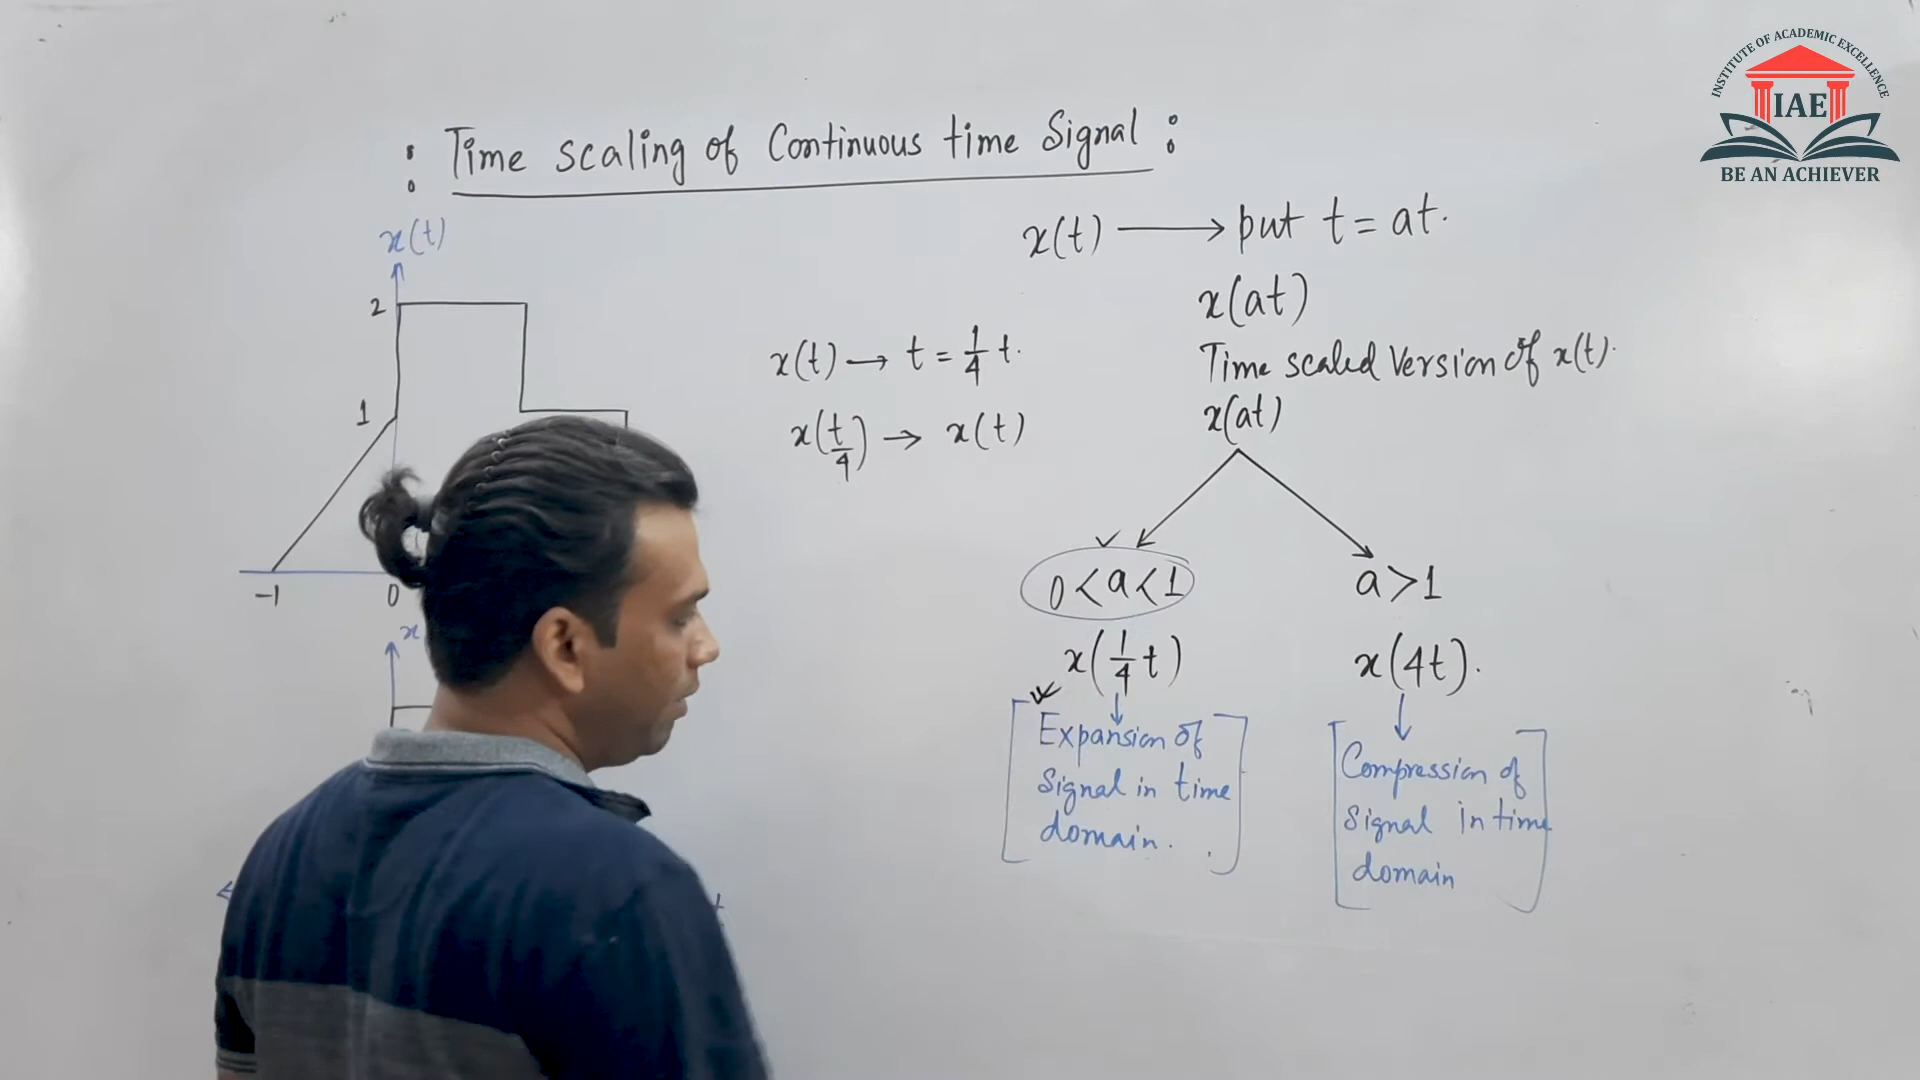 INSTITUTE OF ACADEMIC EXCELLENCE
IAE
BE AN ACHIEVER
: Time scaling of Continuous time Signal :
x(t)
2
1
-1
0
x
x(t) → t = 1/4 t.
x(t/4) → x(t)
x(t) → put t = at.
x(at)
Time scaled version of x(t).
x(at)
0 < a < 1
x(1/4 t)
Expansion of
Signal in time
domain.
a > 1
x(4t).
Compression of
Signal in time
domain